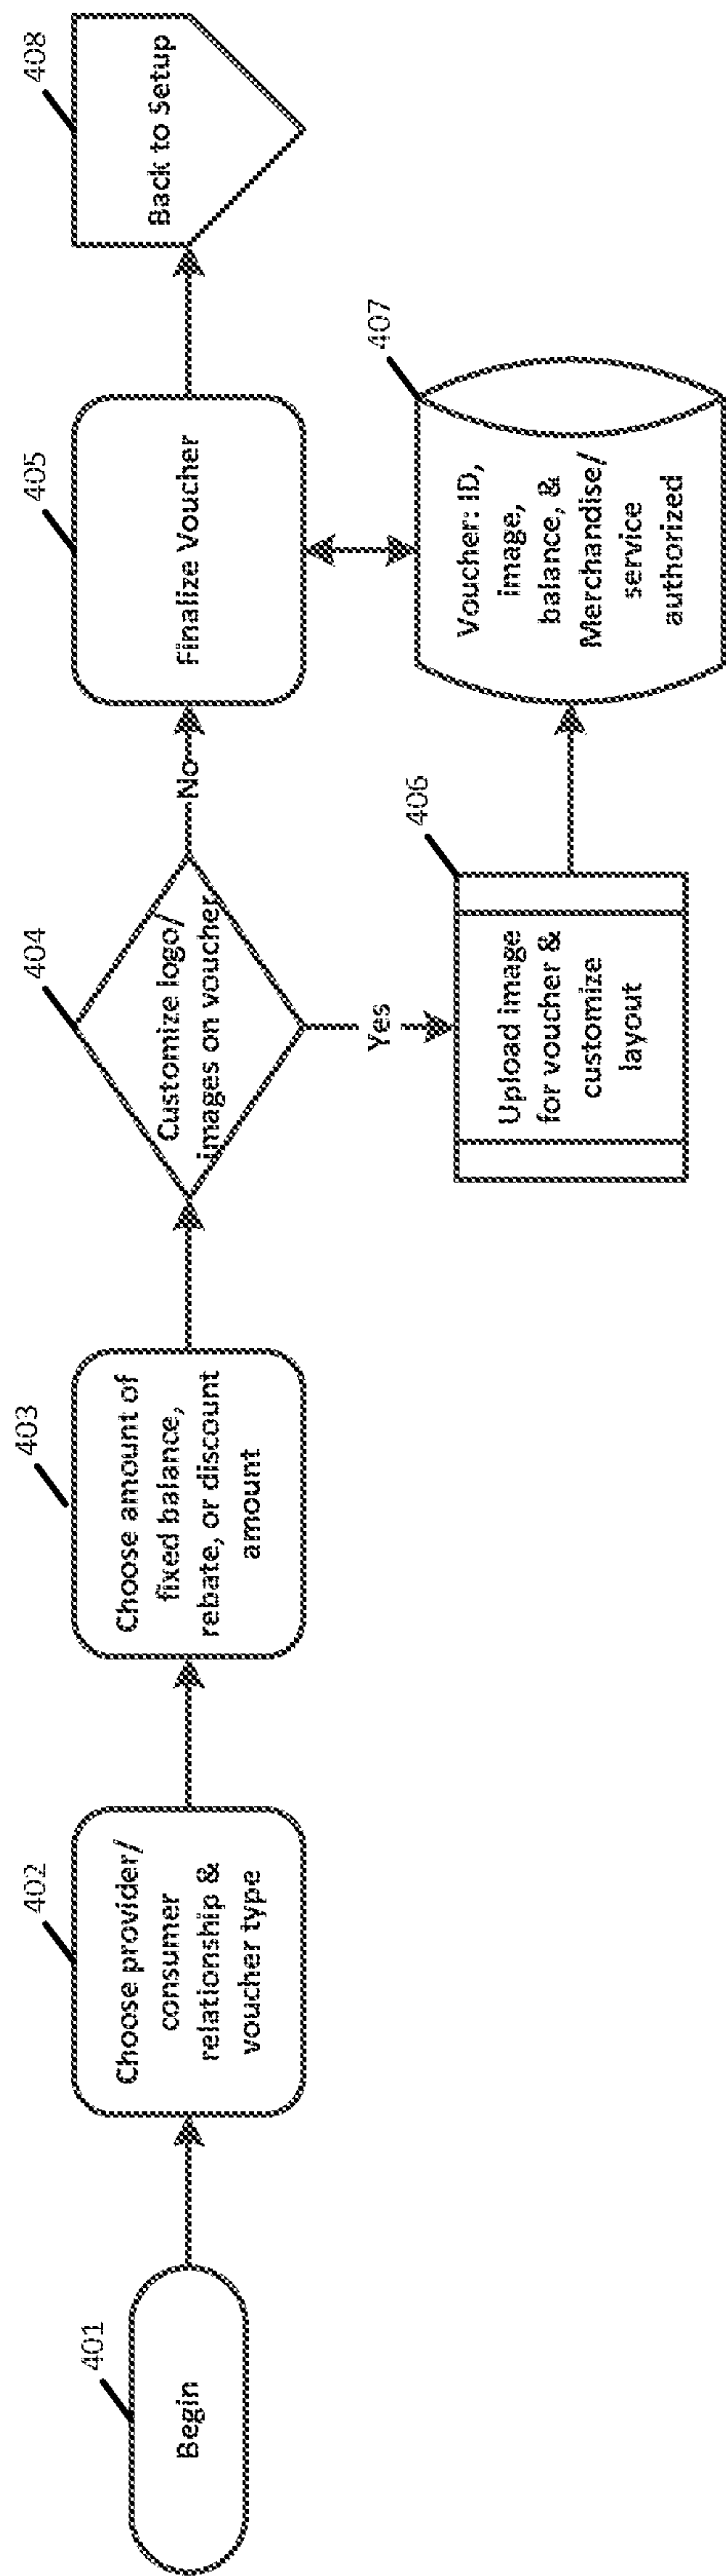 401
Begin
402
Choose provider/
consumer
relationship &
voucher type
403
Choose amount of
fixed balance,
rebate, or discount
amount
404
Customize logo/
images on voucher
No
Yes
405
Finalize Voucher
406
Upload image
for voucher &
customize
layout
407
Voucher: ID,
image,
balance, &
Merchandise/
service
authorized
408
Back to Setup